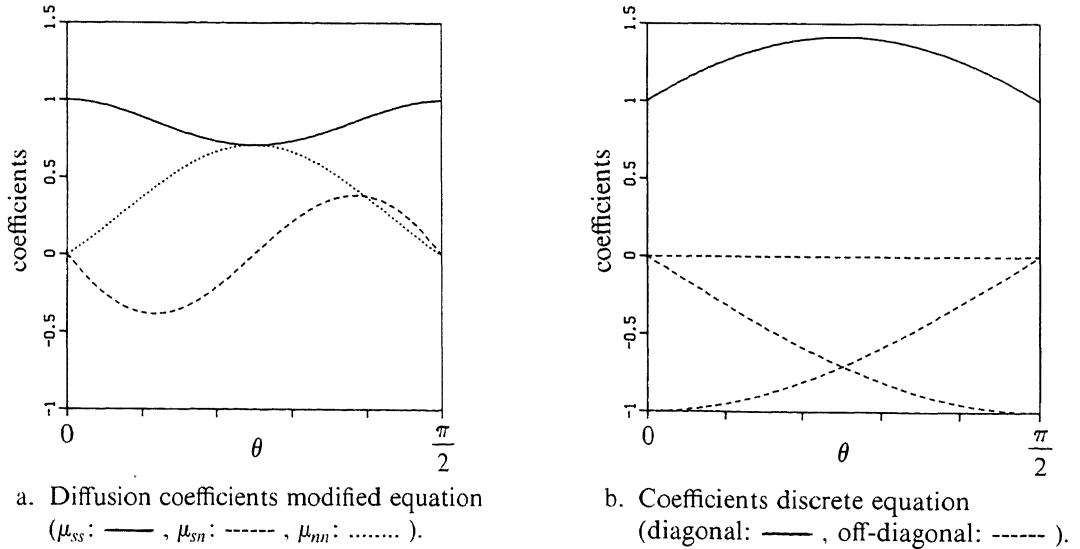 1.5
1
0.5
0
-0.5
-1
coefficients
0
θ
π
2
a. Diffusion coefficients modified equation
(μss: ——, μsn: ------, μnn: ........).
1.5
1
0.5
0
-0.5
-1
coefficients
0
θ
π
2
b. Coefficients discrete equation
(diagonal: ——, off-diagonal: ------).